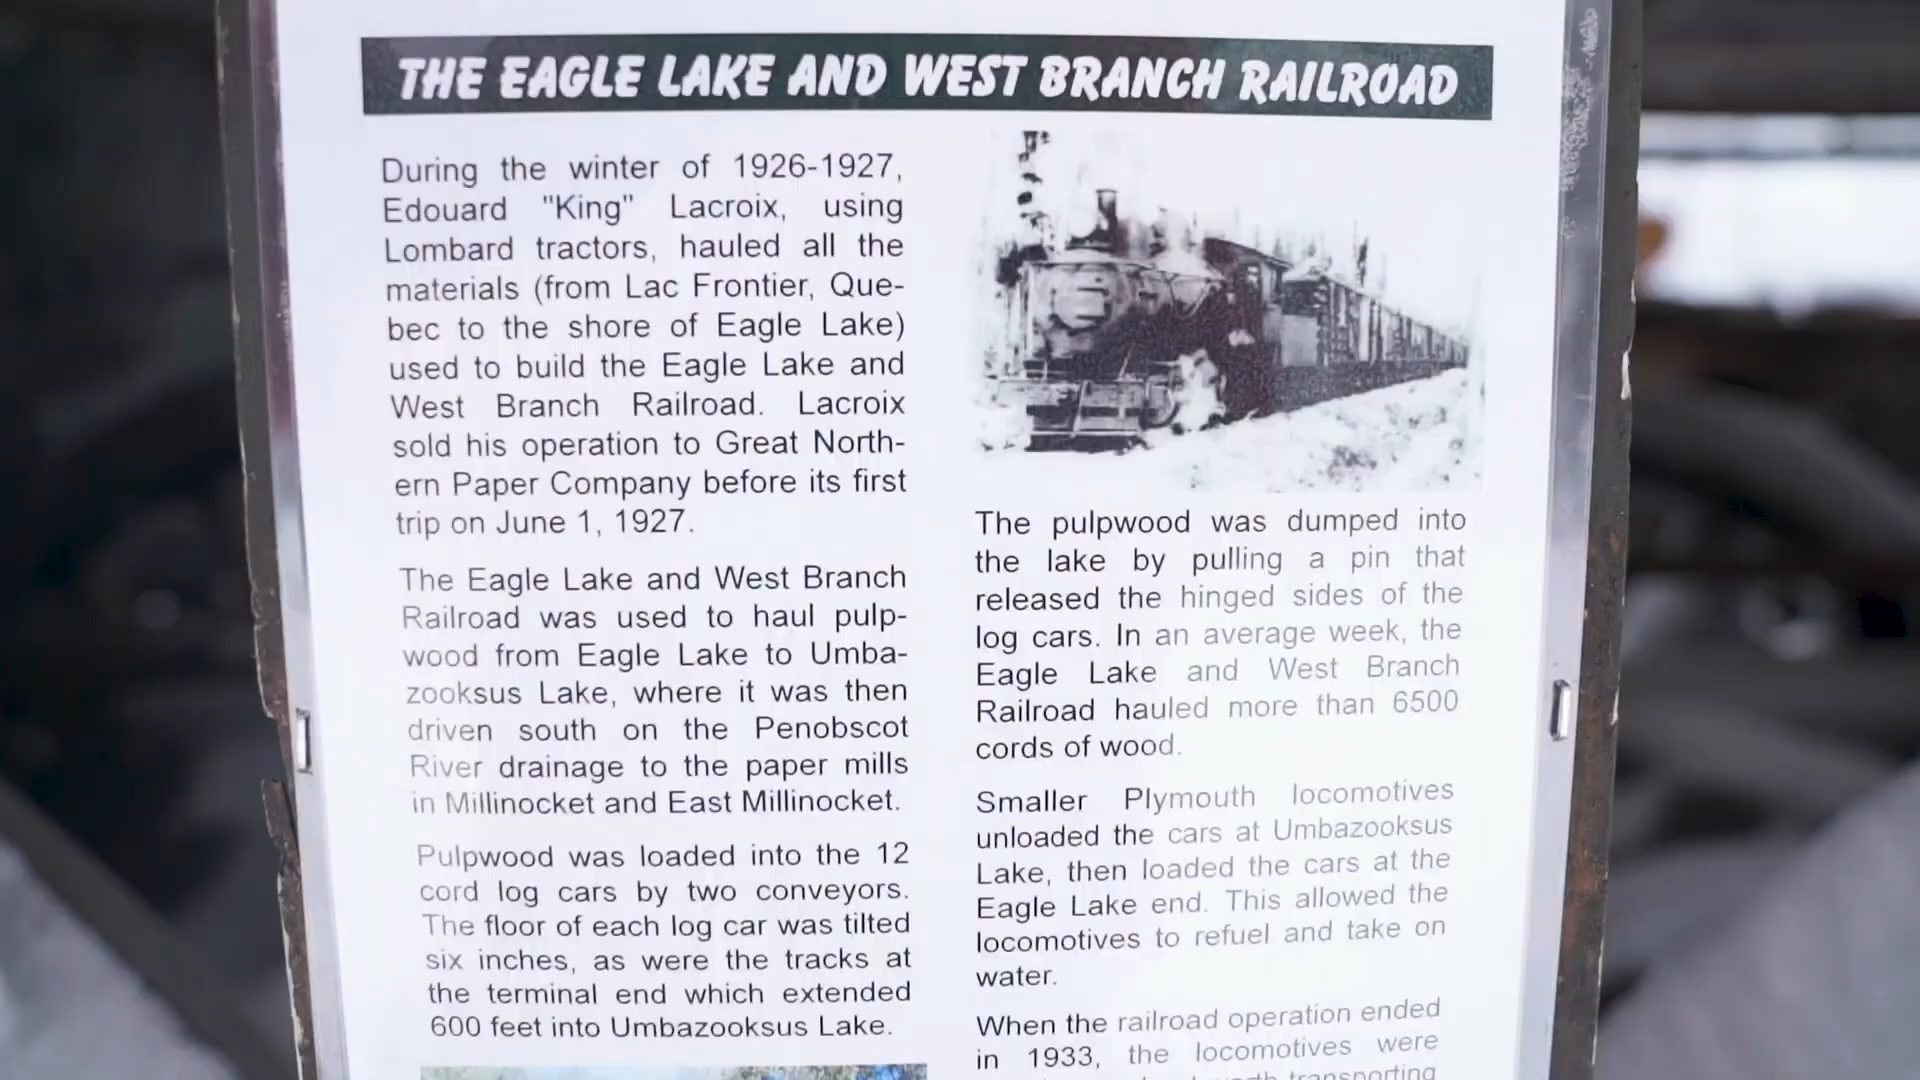 THE EAGLE LAKE AND WEST BRANCH RAILROAD
During the winter of 1926-1927,
Edouard "King" Lacroix, using
Lombard tractors, hauled all the
materials (from Lac Frontier, Que-
bec to the shore of Eagle Lake)
used to build the Eagle Lake and
West Branch Railroad. Lacroix
sold his operation to Great North-
ern Paper Company before its first
trip on June 1, 1927.
The Eagle Lake and West Branch
Railroad was used to haul pulp-
wood from Eagle Lake to Umba-
zooksus Lake, where it was then
driven south on the Penobscot
River drainage to the paper mills
in Millinocket and East Millinocket.
Pulpwood was loaded into the 12
cord log cars by two conveyors.
The floor of each log car was tilted
six inches, as were the tracks at
the terminal end which extended
600 feet into Umbazooksus Lake.
The pulpwood was dumped into
the lake by pulling a pin that
released the hinged sides of the
log cars. In an average week, the
Eagle Lake and West Branch
Railroad hauled more than 6500
cords of wood.
Smaller Plymouth locomotives
unloaded the cars at Umbazooksus
Lake, then loaded the cars at the
Eagle Lake end. This allowed the
locomotives to refuel and take on
water.
When the railroad operation ended
in 1933, the locomotives were
transporting